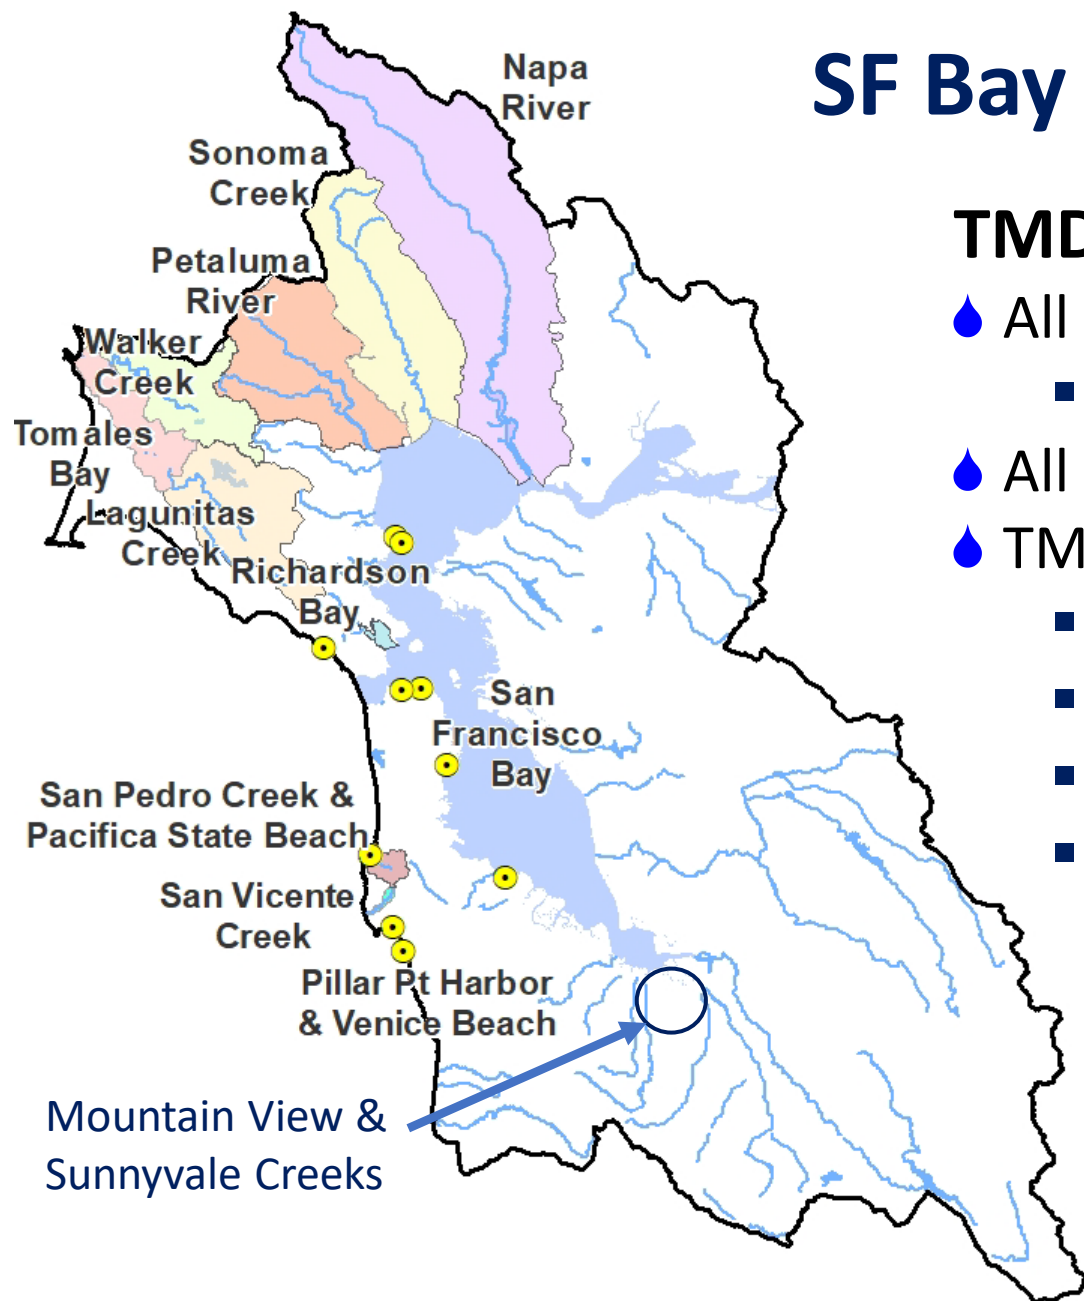 SF Bay
Napa
River
Sonoma
Creek
Petaluma
River
Walker
Creek
Tomales
Bay
Lagunitas
Creek
Richardson
Bay
San
Francisco
Bay
San Pedro Creek &
Pacifica State Beach
San Vicente
Creek
Pillar Pt Harbor
& Venice Beach
Mountain View &
Sunnyvale Creeks
TMD
All
All
TM